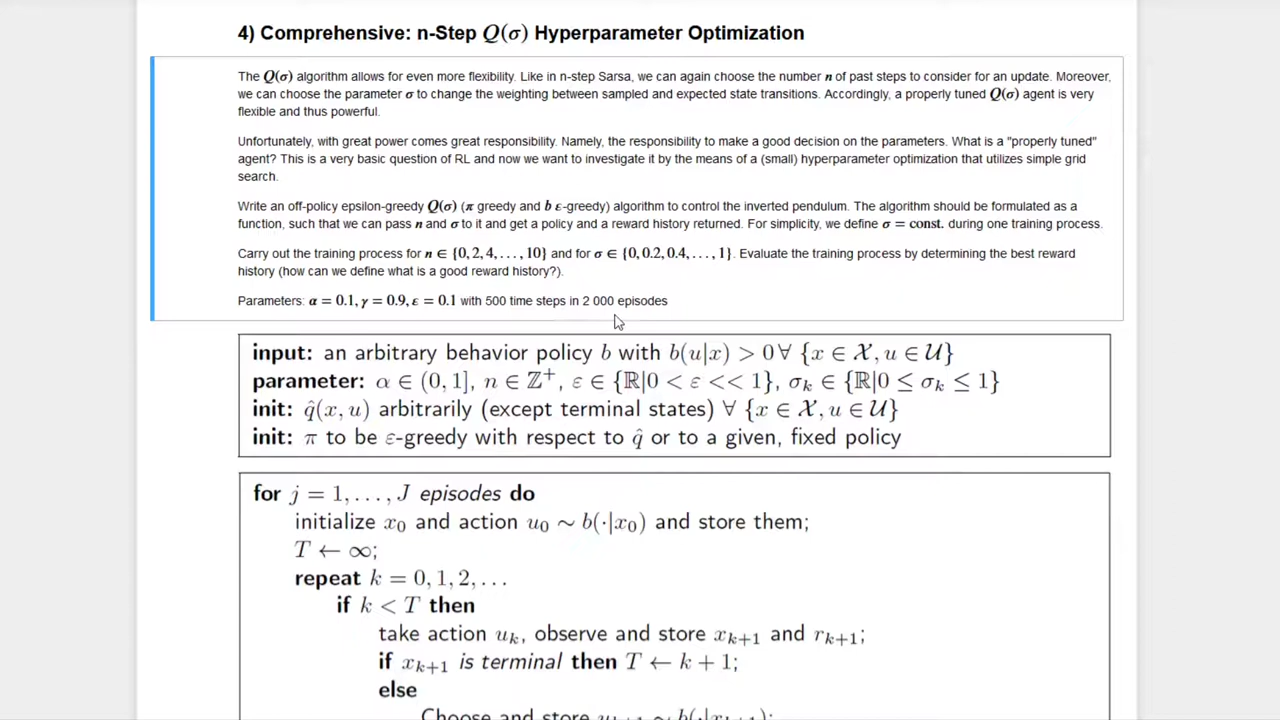 4) Comprehensive: n-Step Q(σ) Hyperparameter Optimization
The Q(σ) algorithm allows for even more flexibility. Like in n-step Sarsa, we can again choose the number n of past steps to consider for an update. Moreover,
we can choose the parameter σ to change the weighting between sampled and expected state transitions. Accordingly, a properly tuned Q(σ) agent is very
flexible and thus powerful.
Unfortunately, with great power comes great responsibility. Namely, the responsibility to make a good decision on the parameters. What is a "properly tuned"
agent? This is a very basic question of RL and now we want to investigate it by the means of a (small) hyperparameter optimization that utilizes simple grid
search.
Write an off-policy epsilon-greedy Q(σ) (π greedy and b ε-greedy) algorithm to control the inverted pendulum. The algorithm should be formulated as a
function, such that we can pass n and σ to it and get a policy and a reward history returned. For simplicity, we define σ = const. during one training process.
Carry out the training process for n ∈ {0, 2, 4, . . . , 10} and for σ ∈ {0, 0.2, 0.4, . . . , 1}. Evaluate the training process by determining the best reward
history (how can we define what is a good reward history?).
Parameters: α = 0.1, γ = 0.9, ε = 0.1 with 500 time steps in 2 000 episodes
input: an arbitrary behavior policy b with b(u|x) > 0 ∀ {x ∈ 𝒳, u ∈ 𝒰}
parameter: α ∈ (0, 1], n ∈ ℤ⁺, ε ∈ {ℝ|0 < ε << 1}, σₖ ∈ {ℝ|0 ≤ σₖ ≤ 1}
init: q̂(x, u) arbitrarily (except terminal states) ∀ {x ∈ 𝒳, u ∈ 𝒰}
init: π to be ε-greedy with respect to q̂ or to a given, fixed policy
for j = 1, . . . , J episodes do
initialize x₀ and action u₀ ∼ b(·|x₀) and store them;
T ← ∞;
repeat k = 0, 1, 2, . . .
if k < T then
take action uₖ, observe and store xₖ₊₁ and rₖ₊₁;
if xₖ₊₁ is terminal then T ← k + 1;
else
Choose and store uₖ₊₁ ∼ b(·|xₖ₊₁);